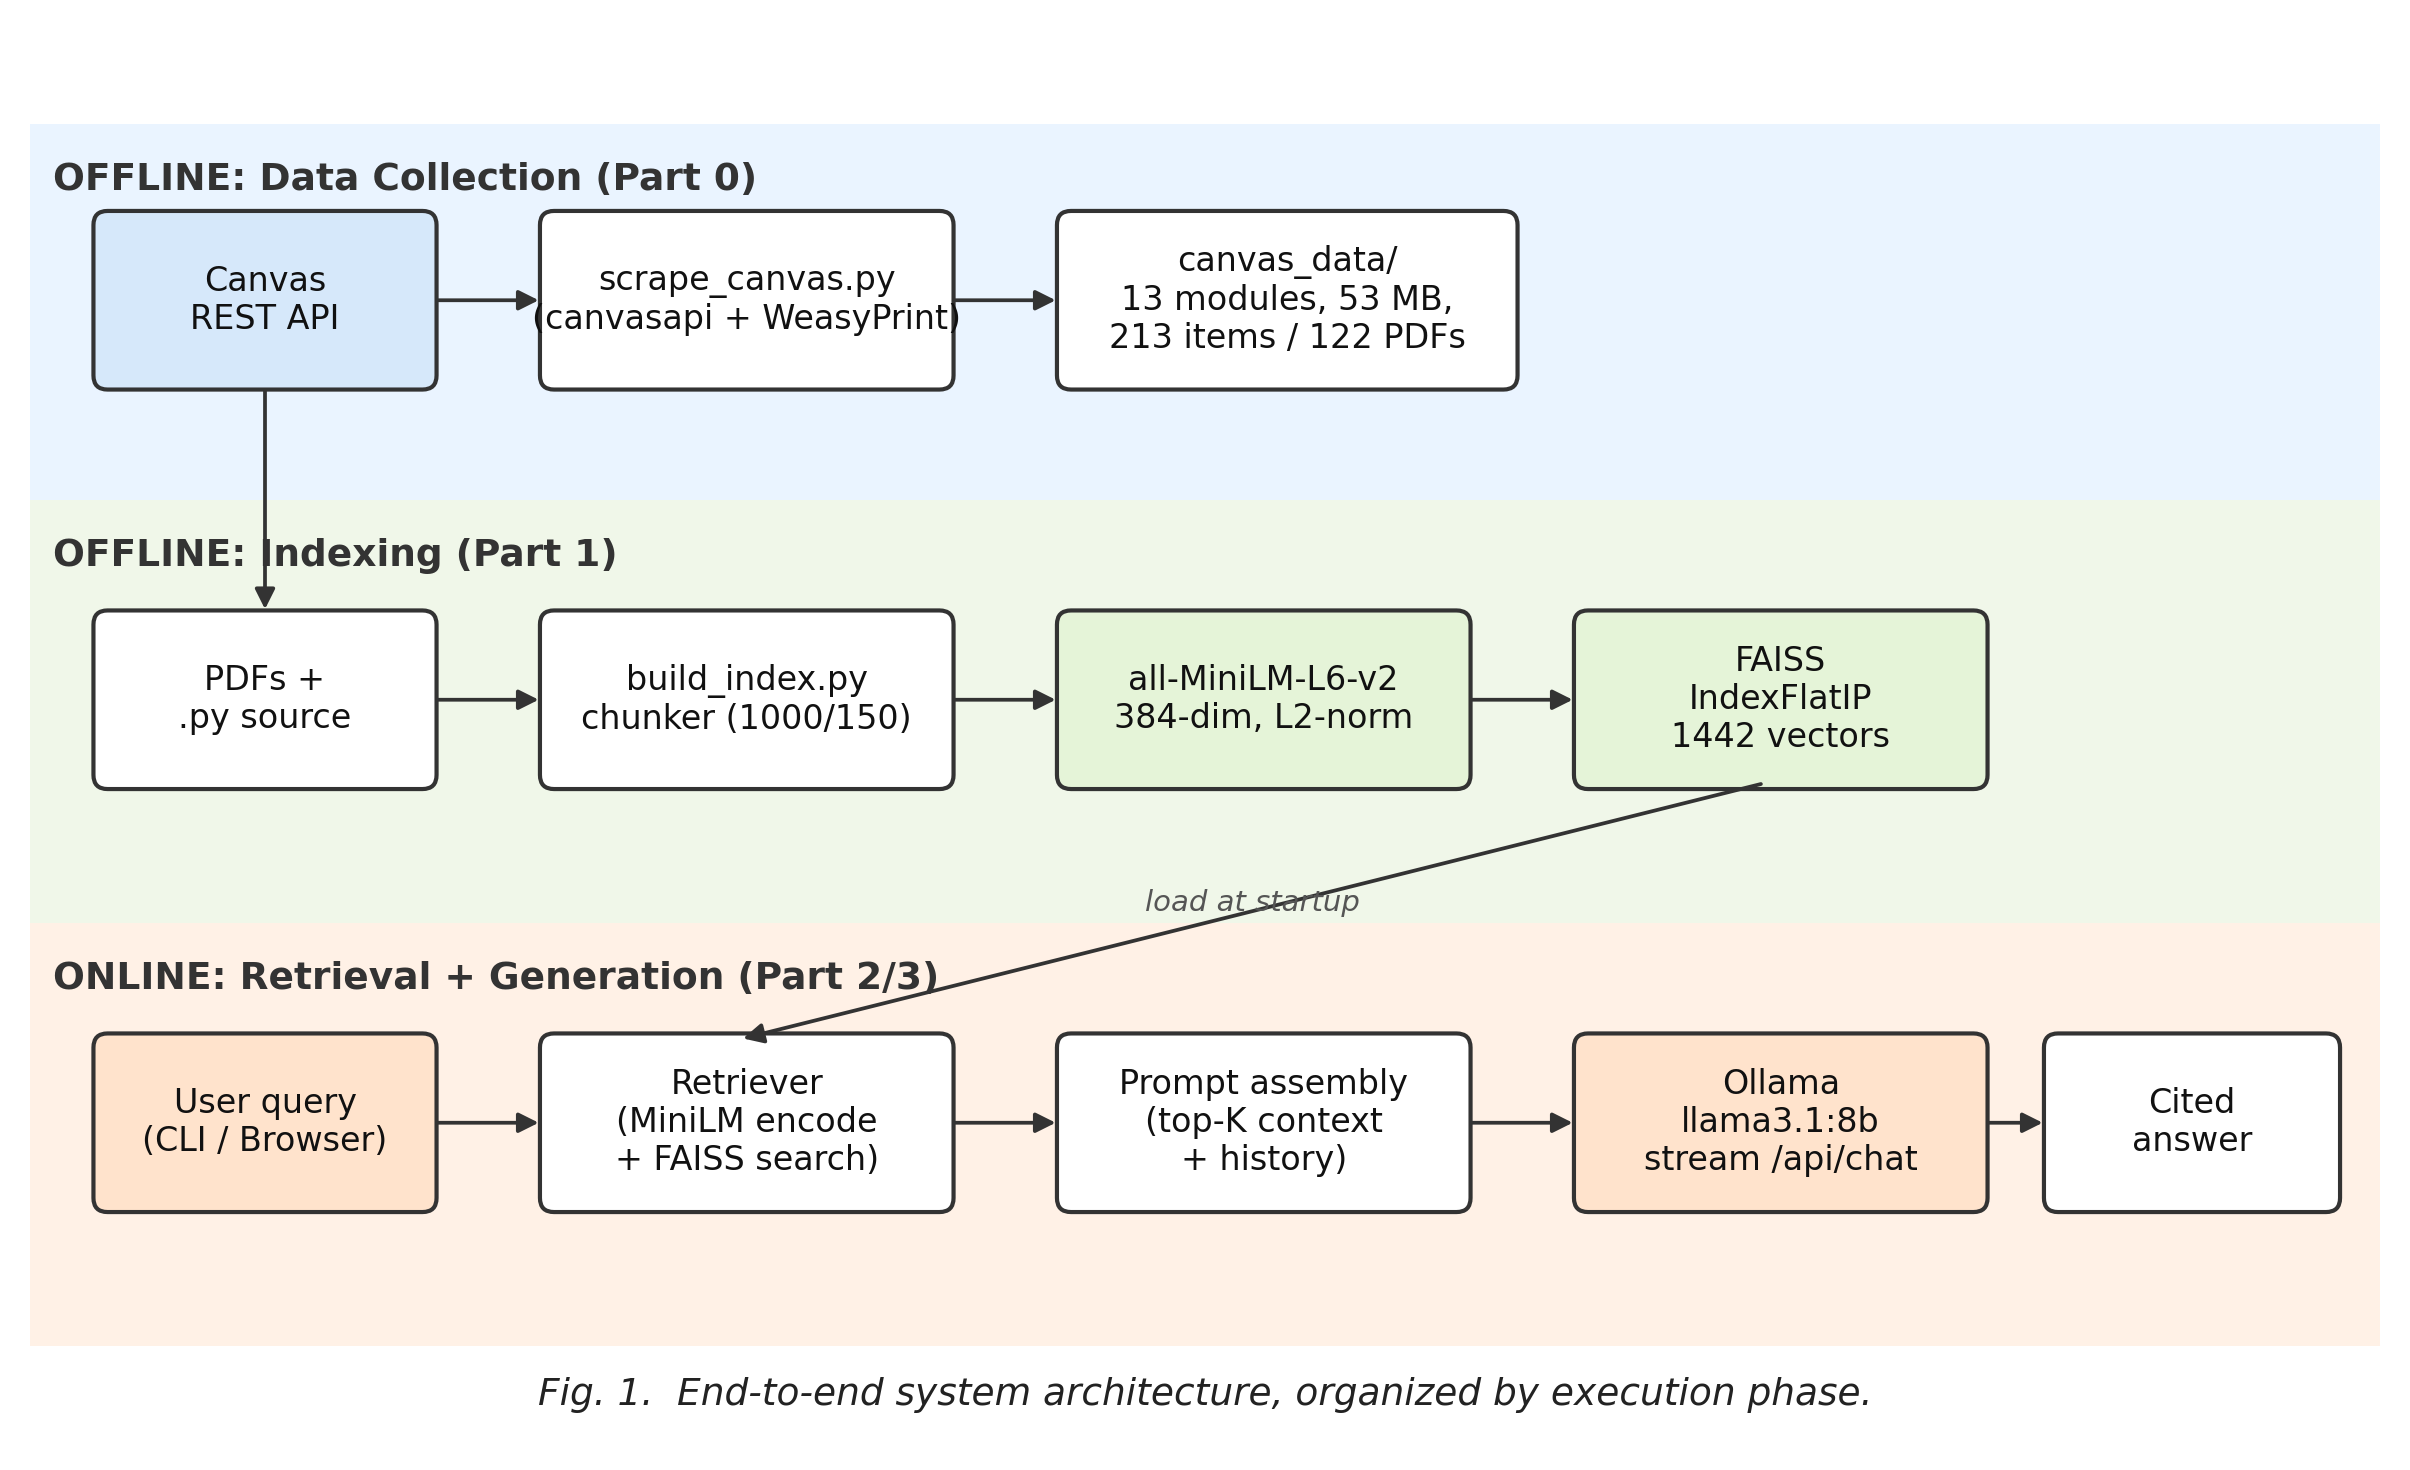 OFFLINE: Data Collection (Part 0)
Canvas
REST API
scrape_canvas.py
(canvasapi + WeasyPrint)
canvas_data/
13 modules, 53 MB,
213 items / 122 PDFs
OFFLINE: Indexing (Part 1)
PDFs +
.py source
build_index.py
chunker (1000/150)
all-MiniLM-L6-v2
384-dim, L2-norm
FAISS
IndexFlatIP
1442 vectors
load at startup
ONLINE: Retrieval + Generation (Part 2/3)
User query
(CLI / Browser)
Retriever
(MiniLM encode
+ FAISS search)
Prompt assembly
(top-K context
+ history)
Ollama
llama3.1:8b
stream /api/chat
Cited
answer
Fig. 1.  End-to-end system architecture, organized by execution phase.